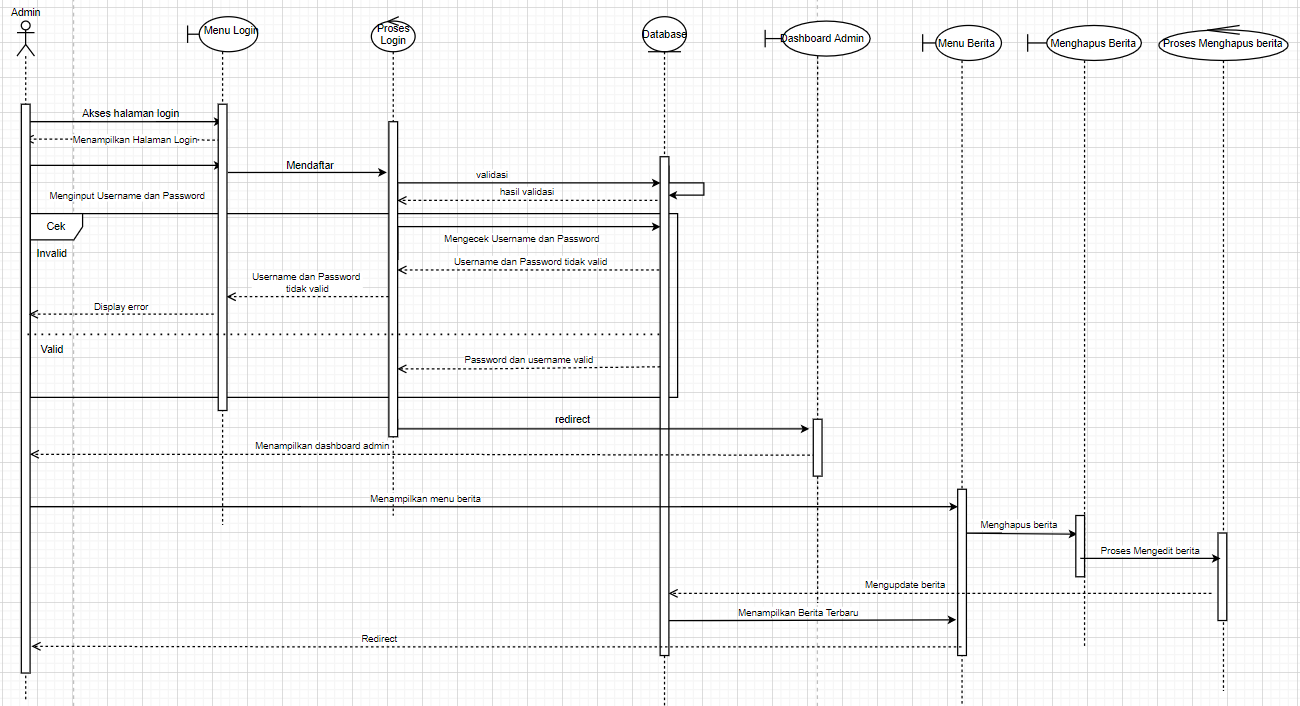 Admin
Menu Login
Proses
Login
Database
Dashboard Admin
Menu Berita
Menghapus Berita
Proses Menghapus berita
Akses halaman login
Menampilkan Halaman Login
Mendaftar
validasi
hasil validasi
Menginput Username dan Password
Cek
Mengecek Username dan Password
Invalid
Username dan Password tidak valid
Username dan Password
tidak valid
Display error
Valid
Password dan username valid
redirect
Menampilkan dashboard admin
Menampilkan menu berita
Menghapus berita
Proses Mengedit berita
Mengupdate berita
Menampilkan Berita Terbaru
Redirect